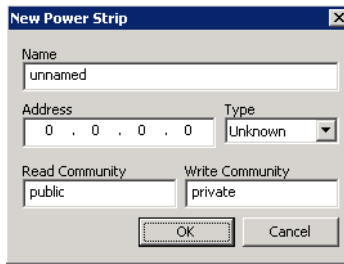 New Power Strip
Name
unnamed
Address Type
0 . 0 . 0 . 0 Unknown
Read Community Write Community
public private
OK Cancel